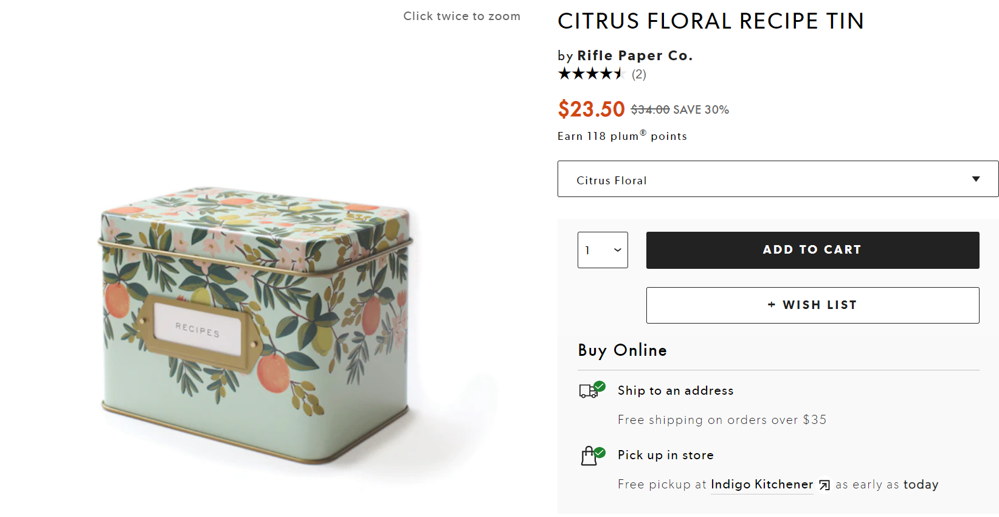 Click twice to zoom
CITRUS FLORAL RECIPE TIN
by Rifle Paper Co.
(2)
$23.50 $34.00 SAVE 30%
Earn 118 plum® points
Citrus Floral
1
ADD TO CART
+ WISH LIST
Buy Online
Ship to an address
Free shipping on orders over $35
Pick up in store
Free pickup at Indigo Kitchener as early as today
RECIPES